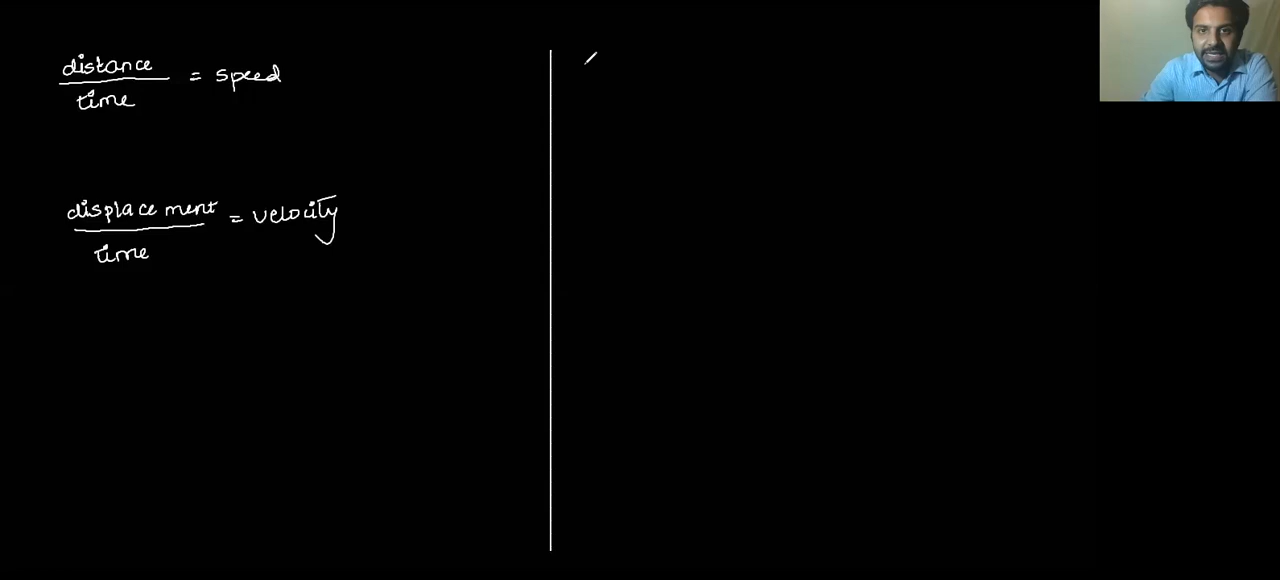 distance
time
= speed
displacement
time
= velocity